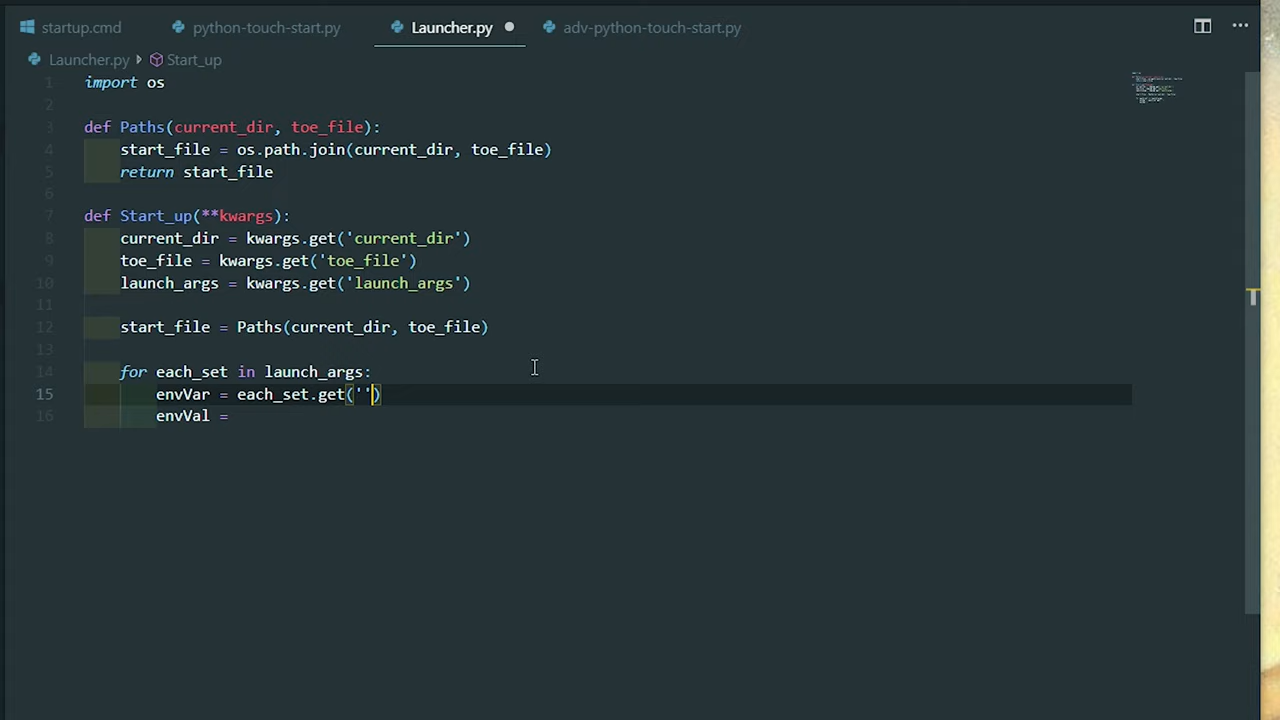 startup.cmd python-touch-start.py Launcher.py adv-python-touch-start.py
Launcher.py Start_up
1 import os
2
3 def Paths(current_dir, toe_file):
4 start_file = os.path.join(current_dir, toe_file)
5 return start_file
6
7 def Start_up(**kwargs):
8 current_dir = kwargs.get('current_dir')
9 toe_file = kwargs.get('toe_file')
10 launch_args = kwargs.get('launch_args')
11
12 start_file = Paths(current_dir, toe_file)
13
14 for each_set in launch_args:
15 envVar = each_set.get('')
16 envVal =